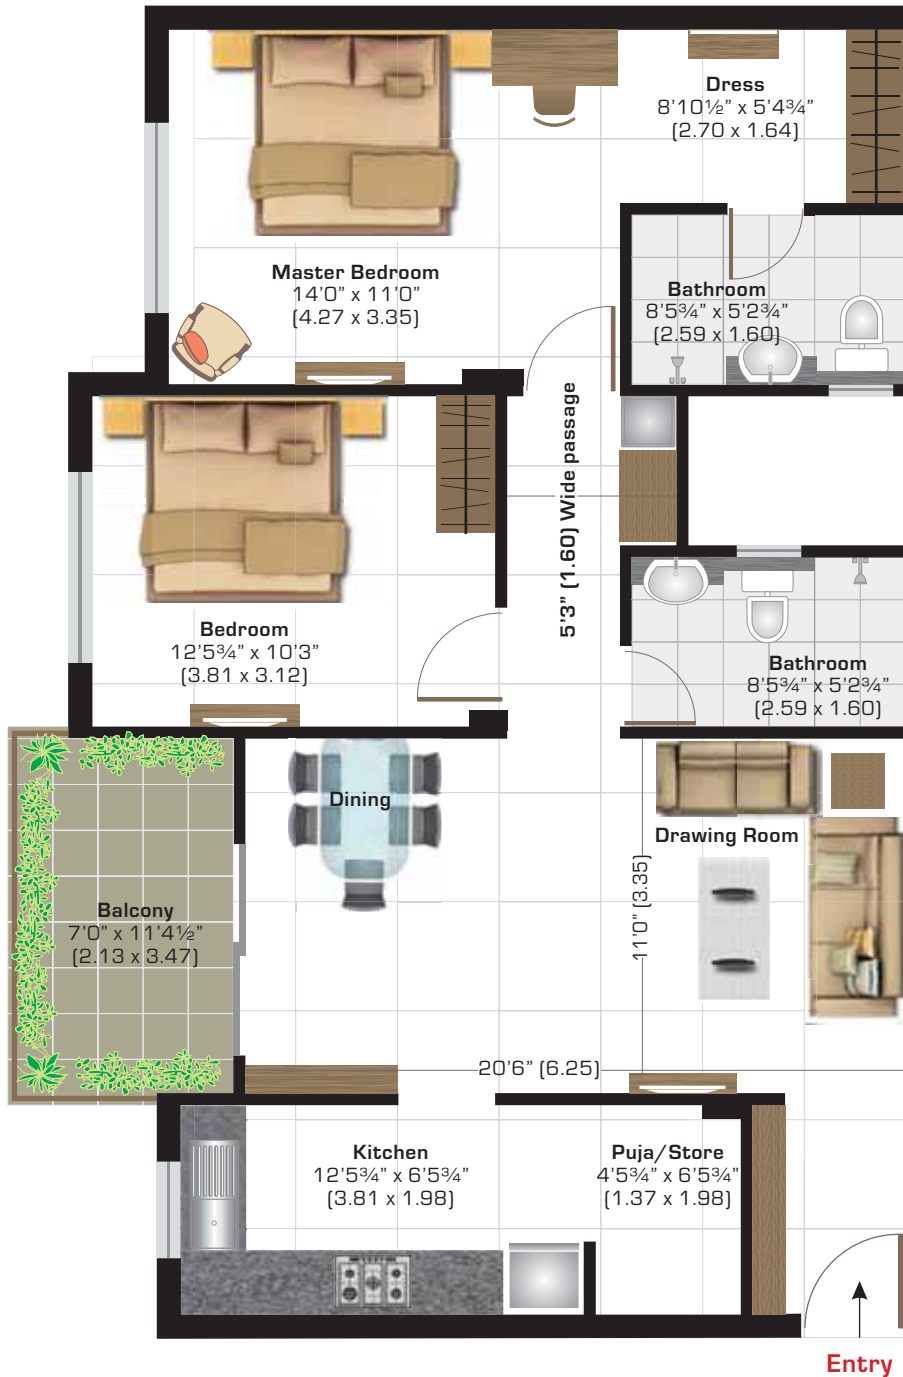 Dress
8’10½” x 5’4¾”
(2.70 x 1.64)
Master Bedroom
14’0” x 11’0”
(4.27 x 3.35)
Bathroom
8’5¾” x 5’2¾”
(2.59 x 1.60)
5’3” (1.60) Wide passage
Bedroom
12’5¾” x 10’3”
(3.81 x 3.12)
Bathroom
8’5¾” x 5’2¾”
(2.59 x 1.60)
Dining
Drawing Room
11’0” (3.35)
Balcony
7’0” x 11’4½”
(2.13 x 3.47)
20’6” (6.25)
Kitchen
12’5¾” x 6’5¾”
(3.81 x 1.98)
Puja/Store
4’5¾” x 6’5¾”
(1.37 x 1.98)
Entry